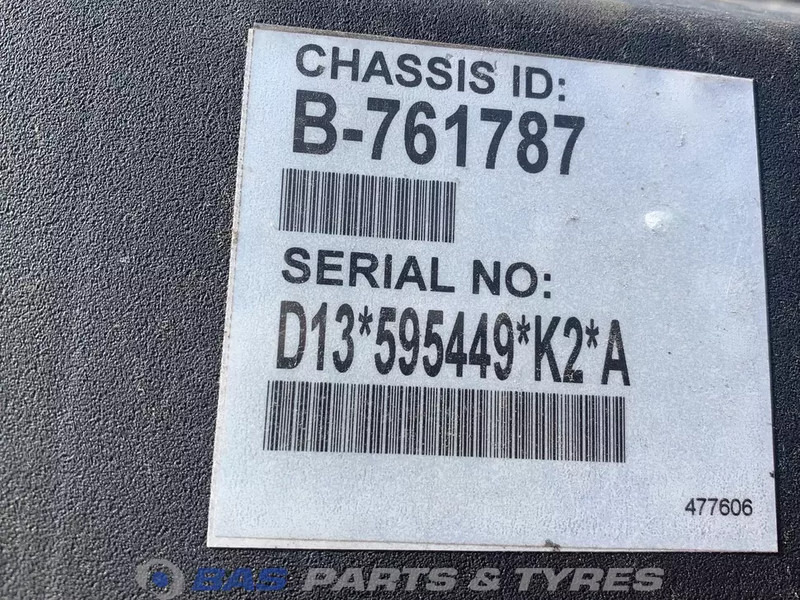 CHASSIS ID:
B-761787
SERIAL NO:
D13*595449*K2*A
477606
BAS PARTS & TYRES